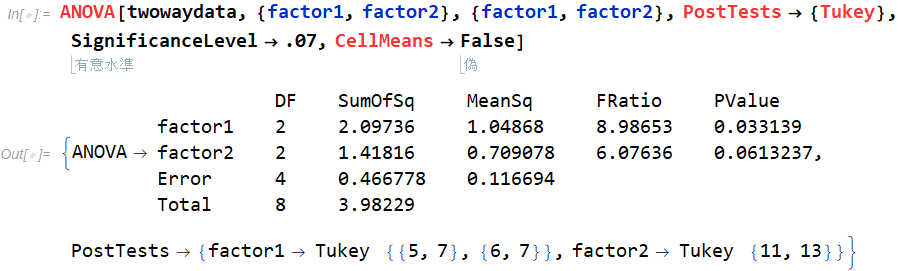 In[•]:= ANOVA[twowaydata, {factor1, factor2}, {factor1, factor2}, PostTests → {Tukey},
SignificanceLevel → .07, CellMeans → False]
有意水準 偽
DF SumOfSq MeanSq FRatio PValue
factor1 2 2.09736 1.04868 8.98653 0.033139
Out[•]= {ANOVA → factor2 2 1.41816 0.709078 6.07636 0.0613237,
Error 4 0.466778 0.116694
Total 8 3.98229
PostTests → {factor1 → Tukey {{5, 7}, {6, 7}}, factor2 → Tukey {11, 13}}}